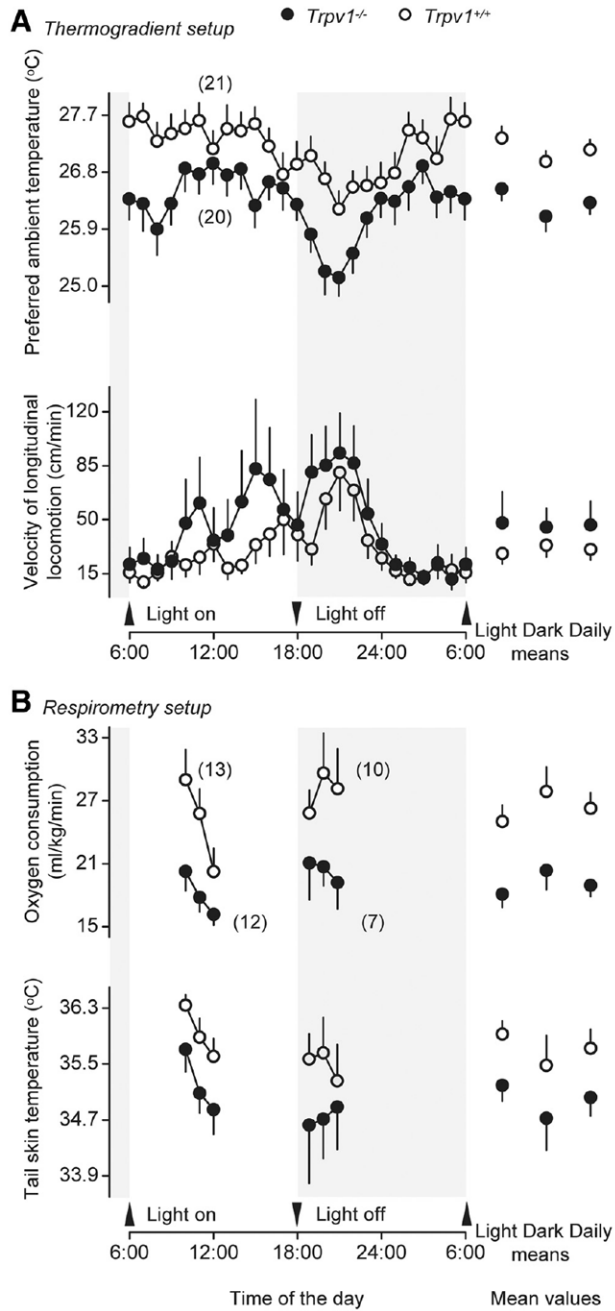 A Thermogradient setup
Trpv1-/- Trpv1+/+
Preferred ambient temperature (oC)
27.7
26.8
25.9
25.0
(21)
(20)
Velocity of longitudinal
locomotion (cm/min)
120
85
50
15
Light on
Light off
6:00 12:00 18:00 24:00 6:00
Light Dark Daily
means
B Respirometry setup
Oxygen consumption
(ml/kg/min)
33
27
21
15
(13)
(10)
(12)
(7)
Tail skin temperature (oC)
36.3
35.5
34.7
33.9
Light on
Light off
6:00 12:00 18:00 24:00 6:00
Light Dark Daily
means
Time of the day
Mean values